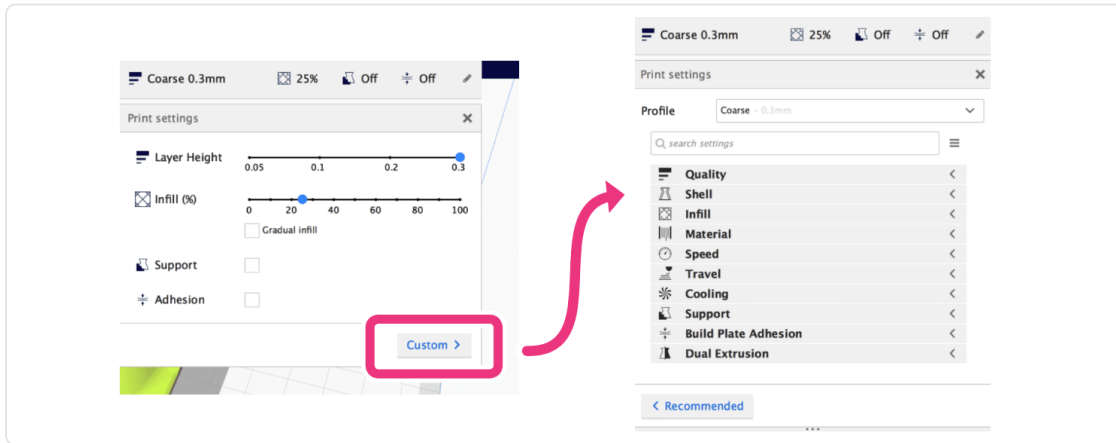 Coarse 0.3mm 25% Off Off
Print settings
Layer Height
0.05 0.1 0.2 0.3
Infill (%)
0 20 40 60 80 100
Gradual infill
Support
Adhesion
Custom >
Coarse 0.3mm 25% Off Off
Print settings
Profile Coarse – 0.3mm
search settings
Quality
Shell
Infill
Material
Speed
Travel
Cooling
Support
Build Plate Adhesion
Dual Extrusion
< Recommended